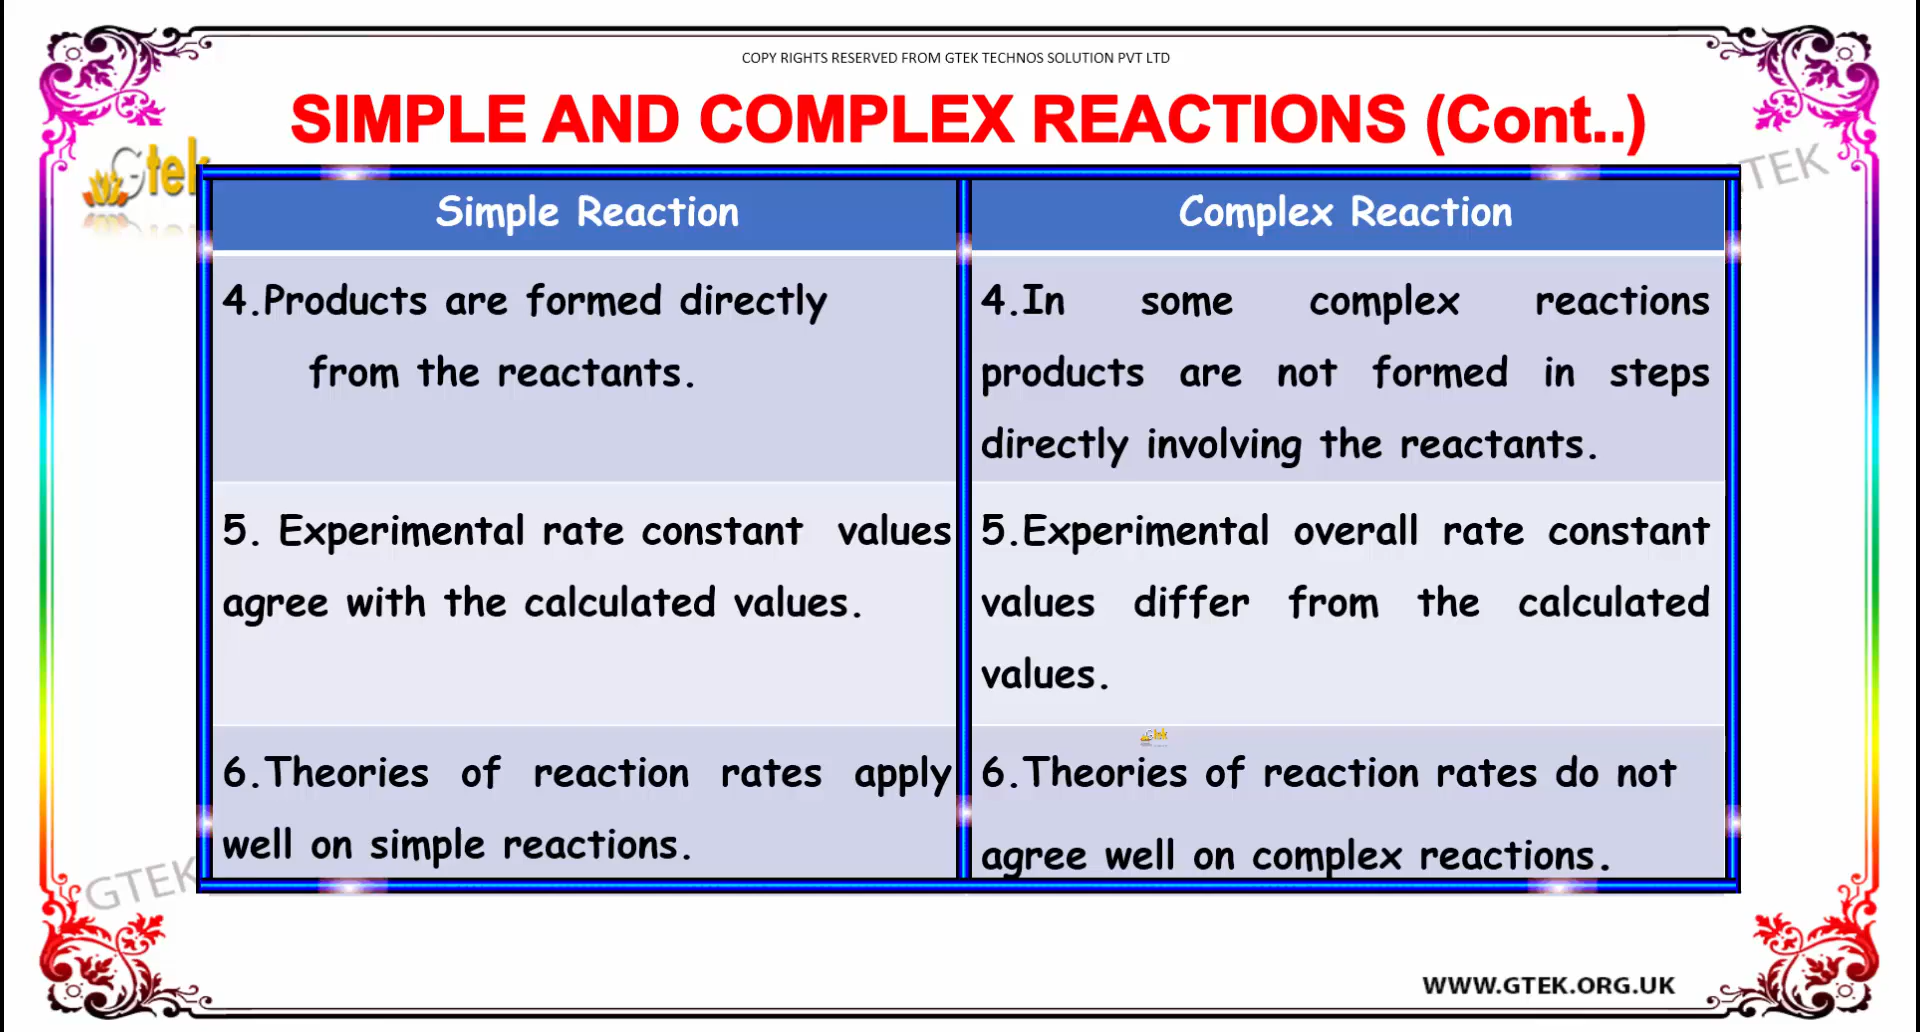 COPY RIGHTS RESERVED FROM GTEK TECHNOS SOLUTION PVT LTD
SIMPLE AND COMPLEX REACTIONS (Cont..)
Gtek
TEK
Simple Reaction
Complex Reaction
4.Products are formed directly
from the reactants.
4.In some complex reactions
products are not formed in steps
directly involving the reactants.
5. Experimental rate constant values
agree with the calculated values.
5.Experimental overall rate constant
values differ from the calculated
values.
6.Theories of reaction rates apply
well on simple reactions.
Gtek
6.Theories of reaction rates do not
agree well on complex reactions.
GTEK
WWW.GTEK.ORG.UK